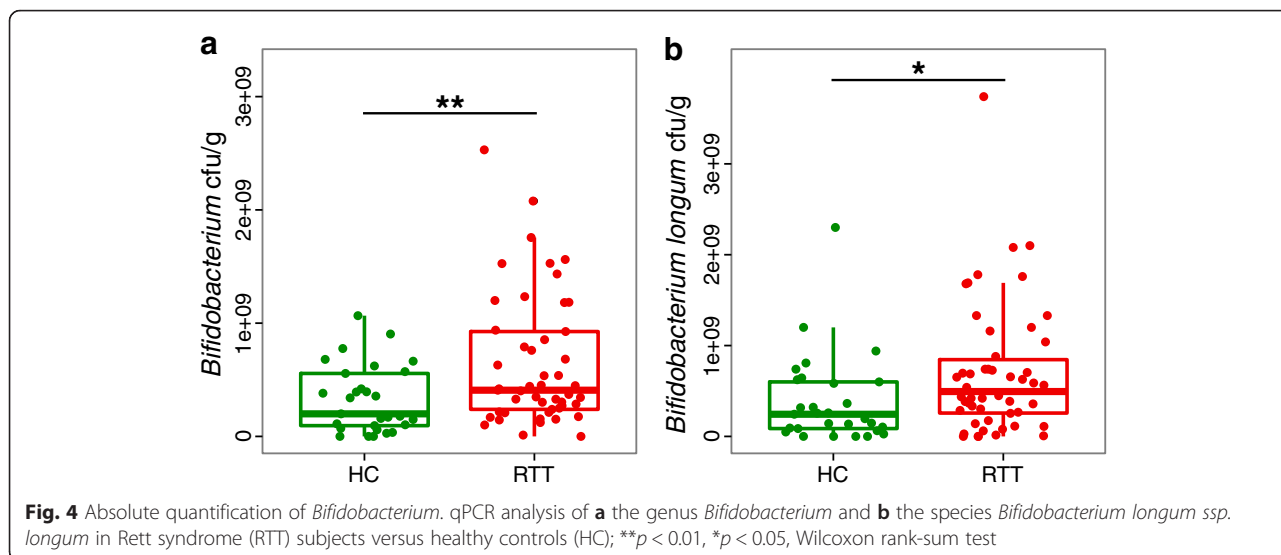 a
b
**
*
3e+09
2e+09
1e+09
0
Bifidobacterium cfu/g
HC
RTT
3e+09
2e+09
1e+09
0
Bifidobacterium longum cfu/g
HC
RTT
Fig. 4 Absolute quantification of Bifidobacterium. qPCR analysis of a the genus Bifidobacterium and b the species Bifidobacterium longum ssp.
longum in Rett syndrome (RTT) subjects versus healthy controls (HC); **p < 0.01, *p < 0.05, Wilcoxon rank-sum test